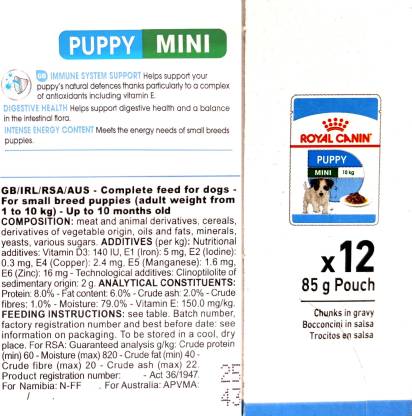 PUPPY MINI
GB IMMUNE SYSTEM SUPPORT Helps support your
puppy's natural defences thanks particularly to a complex
of antioxidants including vitamin E.
DIGESTIVE HEALTH Helps support digestive health and a balance
in the intestinal flora.
INTENSE ENERGY CONTENT Meets the energy needs of small breeds
puppies.
GB/IRL/RSA/AUS - Complete feed for dogs -
For small breed puppies (adult weight from
1 to 10 kg) - Up to 10 months old
COMPOSITION: meat and animal derivatives, cereals,
derivatives of vegetable origin, oils and fats, minerals,
yeasts, various sugars. ADDITIVES (per kg): Nutritional
additives: Vitamin D3: 140 IU, E1 (Iron): 5 mg, E2 (Iodine):
0.3 mg, E4 (Copper): 2.4 mg, E5 (Manganese): 1.6 mg,
E6 (Zinc): 16 mg - Technological additives: Clinoptilolite of
sedimentary origin: 2 g. ANALYTICAL CONSTITUENTS:
Protein: 8.0% - Fat content: 6.0% - Crude ash: 2.0% - Crude
fibres: 1.0% - Moisture: 79.0% - Vitamin E: 150.0 mg/kg.
FEEDING INSTRUCTIONS: see table. Batch number,
factory registration number and best before date: see
information on packaging. To be stored in a cool, dry
place. For RSA: Guaranteed analysis g/kg: Crude protein
(min) 60 - Moisture (max) 820 - Crude fat (min) 40 -
Crude fibre (max) 20 - Crude ash (max) 22.
Product registration number: - Act 36/1947.
For Namibia: N-FF . For Australia: APVMA:
/ .
ROYAL CANIN
PUPPY
MINI 10 kg
x12
85 g Pouch
Chunks in gravy
Bocconcini in salsa
Trocitos en salsa